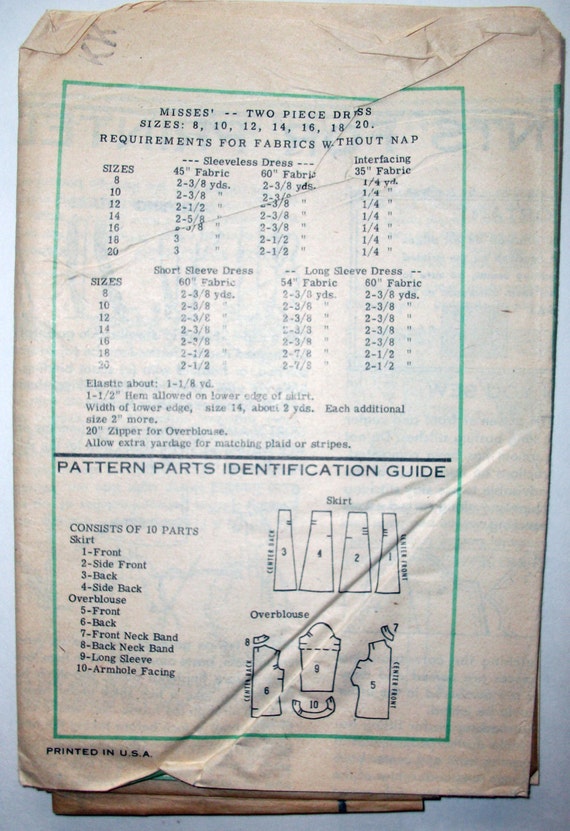 KK
MISSES' -- TWO PIECE DRESS
SIZES: 8, 10, 12, 14, 16, 18 20.
REQUIREMENTS FOR FABRICS WITHOUT NAP
--- Sleeveless Dress --- Interfacing
SIZES 45" Fabric 60" Fabric 35" Fabric
8 2-3/8 yds. 2-3/8 yds. 1/4 yd.
10 2-3/8 " 2-3/8 " 1/4 "
12 2-1/2 " 2-3/8 " 1/4 "
14 2-5/8 " 2-3/8 " 1/4 "
16 " 2-3/8 " 1/4 "
18 3 " 2-1/2 " 1/4 "
20 3 " 2-1/2 " 1/4 "
Short Sleeve Dress -- Long Sleeve Dress --
SIZES 60" Fabric 54" Fabric 60" Fabric
8 2-3/8 yds. 2-3/8 yds. 2-3/8 yds.
10 2-3/8 " 2-3/8 " 2-3/8 "
12 2-3/8 " 2-3/8 " 2-3/8 "
14 2-3/8 " 2-3/8 " 2-3/8 "
16 2-3/8 " 2-3/8 " 2-3/8 "
18 2-1/2 " 2-7/8 " 2-1/2 "
20 2-1/2 " 2-7/8 " 2-1/2 "
Elastic about: 1-1/8 yd.
1-1/2" Hem allowed on lower edge of skirt.
Width of lower edge, size 14, about 2 yds. Each additional
size 2" more.
20" Zipper for Overblouse.
Allow extra yardage for matching plaid or stripes.
PATTERN PARTS IDENTIFICATION GUIDE
Skirt
CONSISTS OF 10 PARTS
Skirt
1-Front
2-Side Front
3-Back
4-Side Back
Overblouse
5-Front
6-Back
7-Front Neck Band
8-Back Neck Band
9-Long Sleeve
10-Armhole Facing
CENTER BACK 3 4 2 1 CENTER FRONT
Overblouse
8 7
CENTER BACK 6 9 10 5 CENTER FRONT
PRINTED IN U.S.A.